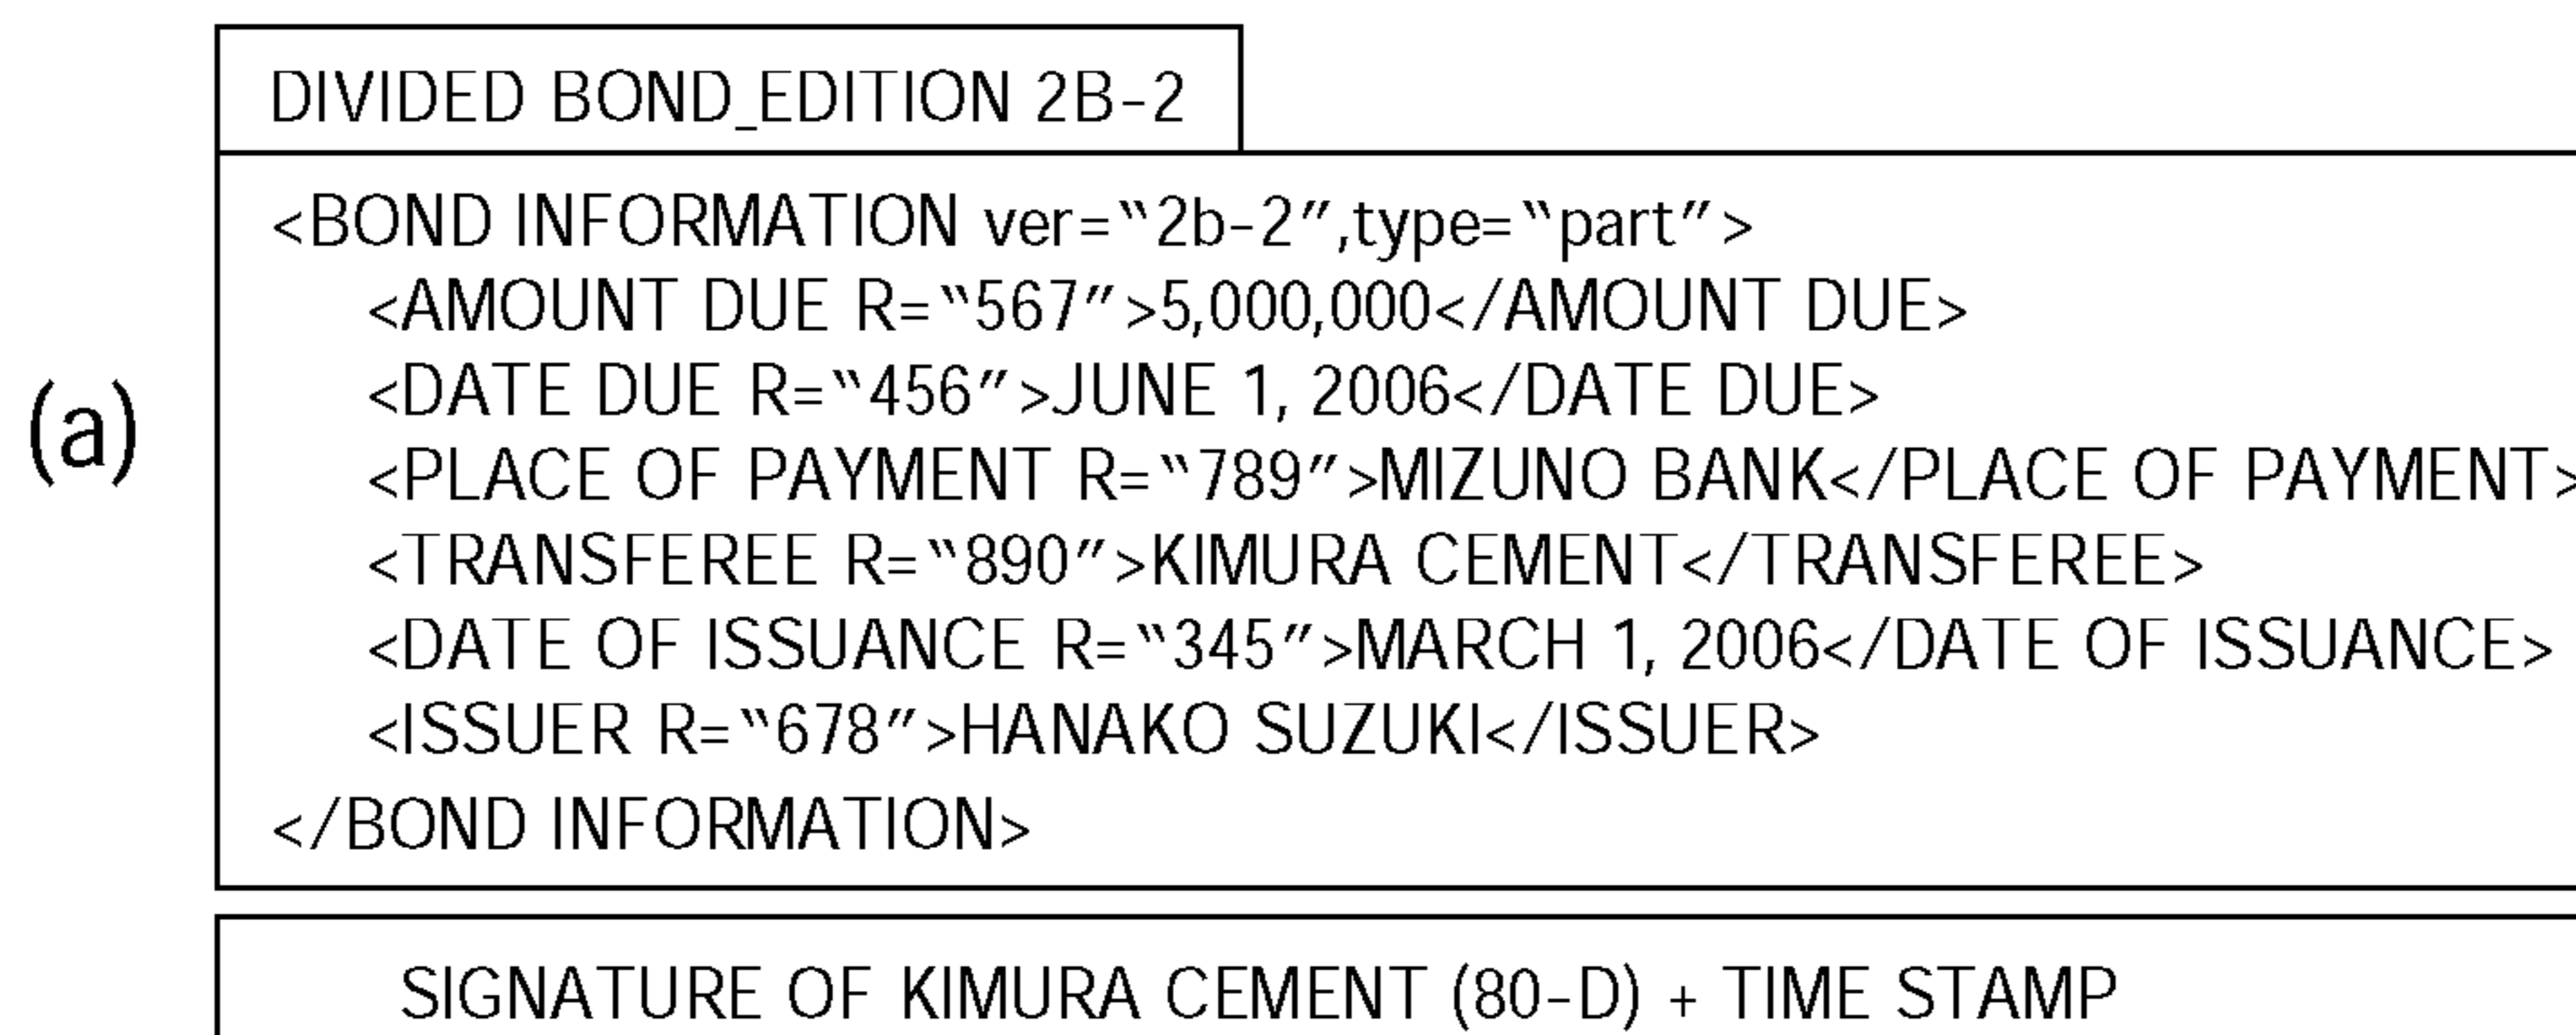 DIVIDED BOND_EDITION 2B-2
<BOND INFORMATION ver=“2b-2”,type=“part”>
<AMOUNT DUE R=“567”>5,000,000</AMOUNT DUE>
<DATE DUE R=“456”>JUNE 1, 2006</DATE DUE>
(a)
<PLACE OF PAYMENT R=“789”>MIZUNO BANK</PLACE OF PAYMENT>
<TRANSFEREE R=“890”>KIMURA CEMENT</TRANSFEREE>
<DATE OF ISSUANCE R=“345”>MARCH 1, 2006</DATE OF ISSUANCE>
<ISSUER R=“678”>HANAKO SUZUKI</ISSUER>
</BOND INFORMATION>
SIGNATURE OF KIMURA CEMENT (80-D) + TIME STAMP